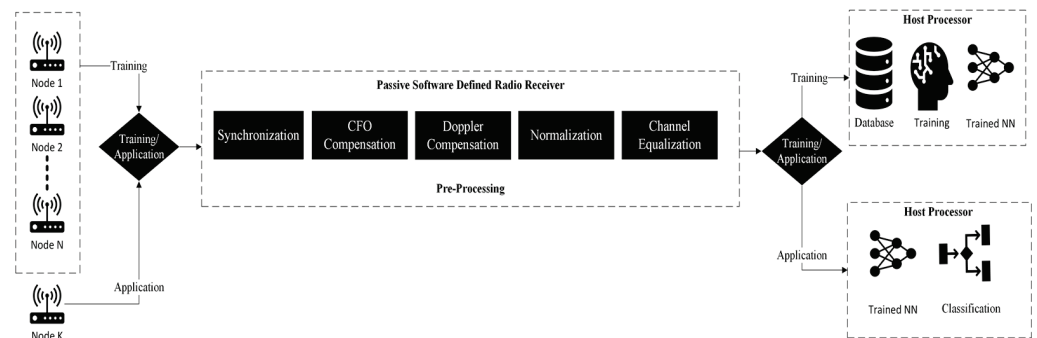 Node 1
Node 2
Node N
Node K
Training
Application
Training/
Application
Passive Software Defined Radio Receiver
Synchronization
CFO
Compensation
Doppler
Compensation
Normalization
Channel
Equalization
Pre-Processing
Training/
Application
Training
Application
Host Processor
Database
Training
Trained NN
Host Processor
Trained NN
Classification